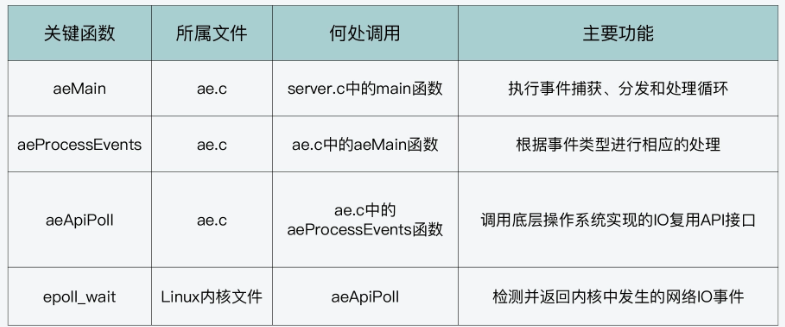 关键函数 所属文件 何处调用 主要功能
aeMain ae.c server.c中的main函数 执行事件捕获、分发和处理循环
aeProcessEvents ae.c ae.c中的aeMain函数 根据事件类型进行相应的处理
aeApiPoll ae.c ae.c中的
aeProcessEvents函数 调用底层操作系统实现的IO复用API接口
epoll_wait Linux内核文件 aeApiPoll 检测并返回内核中发生的网络IO事件